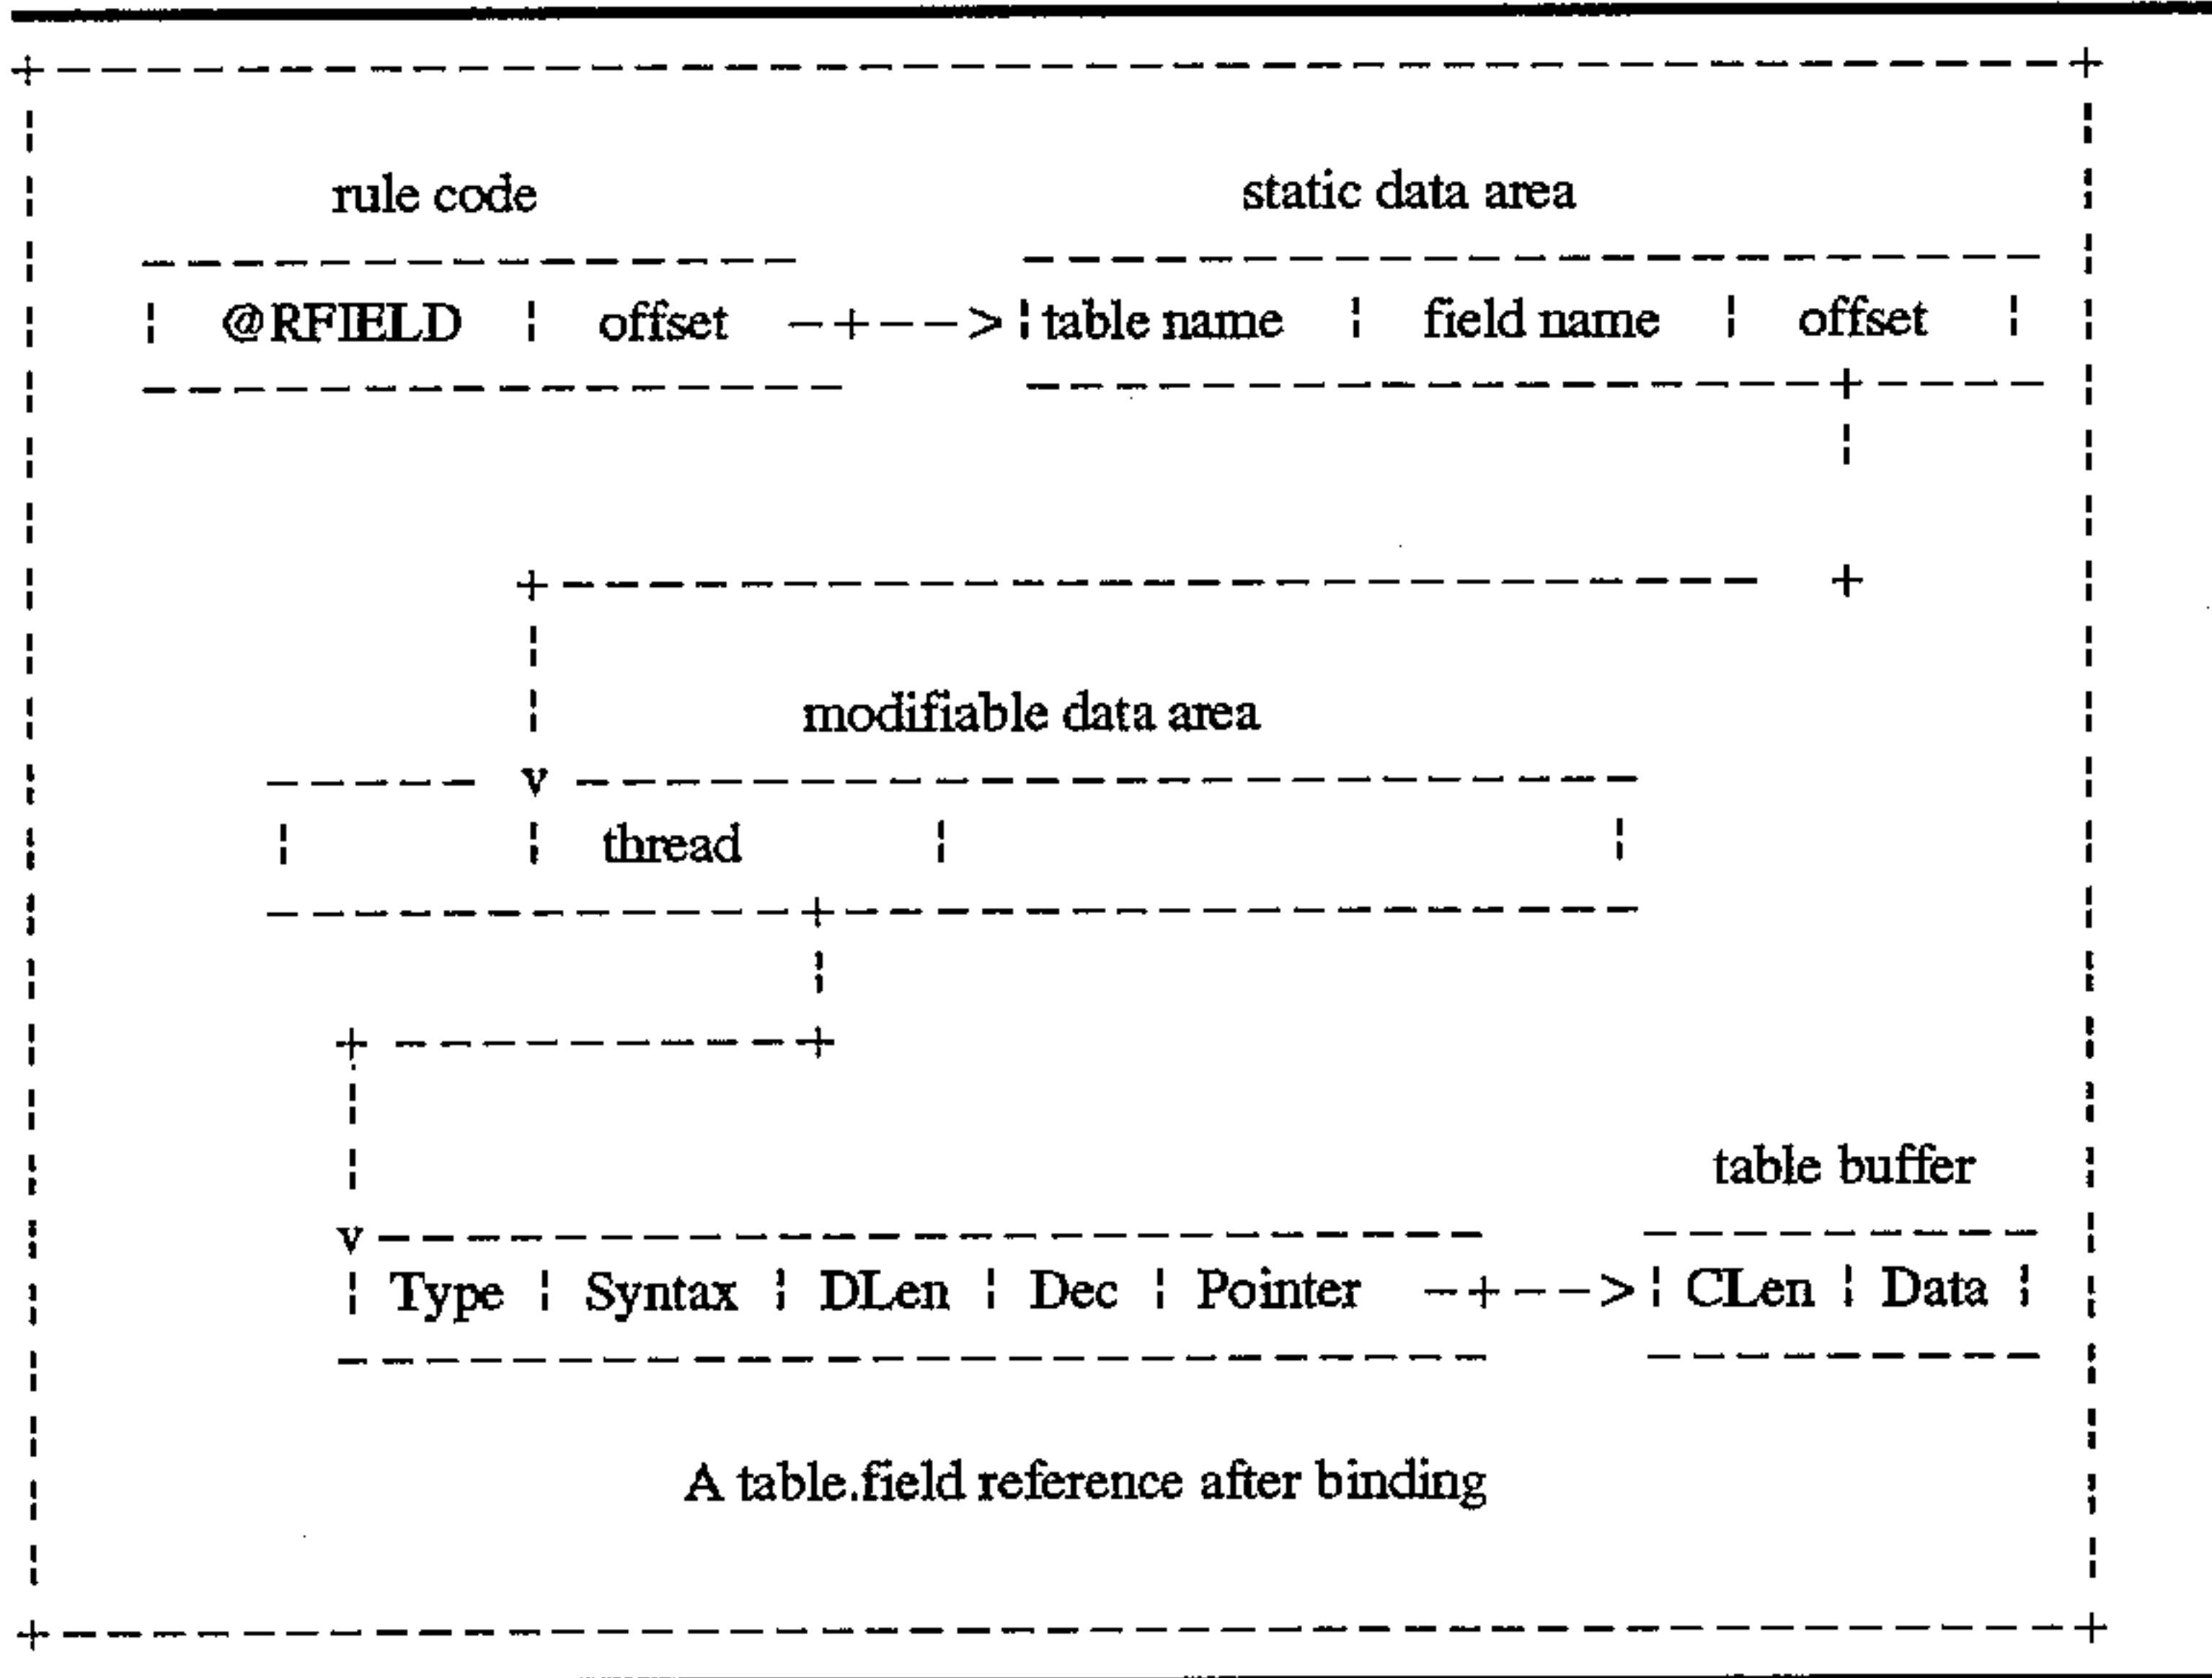 rule code static data area
@RFIELD ¦ offset -+--->¦ table name ¦ field name ¦ offset
modifiable data area
v
thread
table buffer
v
Type ¦ Syntax ¦ DLen ¦ Dec ¦ Pointer -+--->¦ CLen ¦ Data ¦
A table.field reference after binding